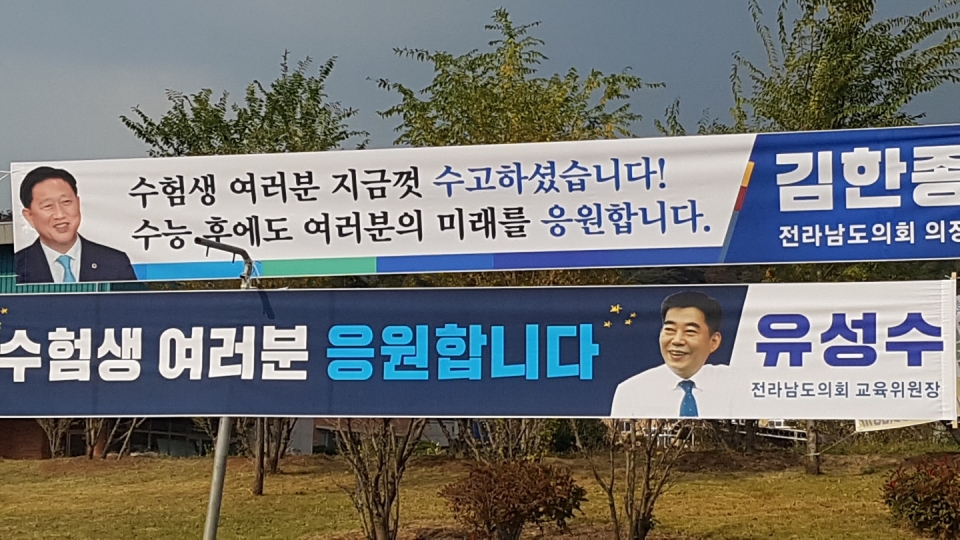 수험생 여러분 지금껏 수고하셨습니다!
수능 후에도 여러분의 미래를 응원합니다.
김한종
전라남도의회 의장
수험생 여러분 응원합니다
유성수
전라남도의회 교육위원장